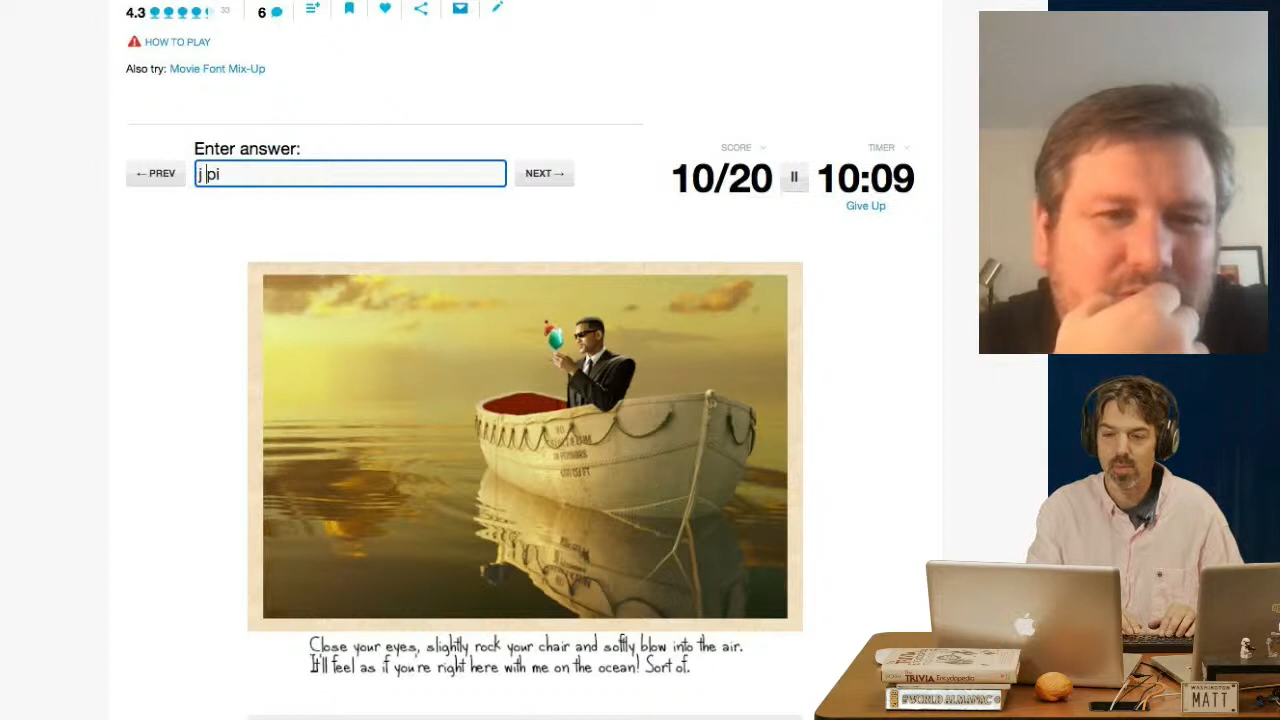 4.3 33 6
HOW TO PLAY
Also try: Movie Font Mix-Up
Enter answer:
← PREV
j pi
NEXT →
SCORE
10/20
TIMER
10:09
Give Up
Close your eyes, slightly rock your chair and softly blow into the air.
It'll feel as if you're right here with me on the ocean! Sort of.
The TRIVIA Encyclopedia
WORLD ALMANAC
WASHINGTON
MATT